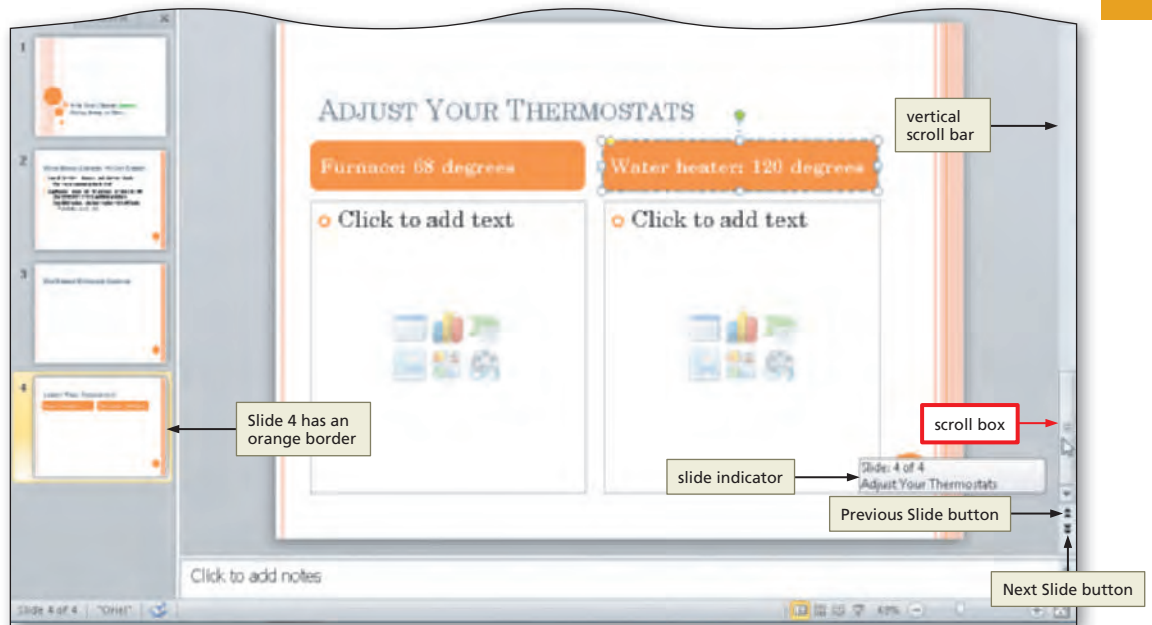 1
2
3
4
ADJUST YOUR THERMOSTATS
Furnace: 68 degrees
Water heater: 120 degrees
Click to add text
Click to add text
vertical
scroll bar
Slide 4 has an
orange border
scroll box
slide indicator
Slide: 4 of 4
Adjust Your Thermostats
Previous Slide button
Click to add notes
Next Slide button
Slide 4 of 4
"Oriel"
49%